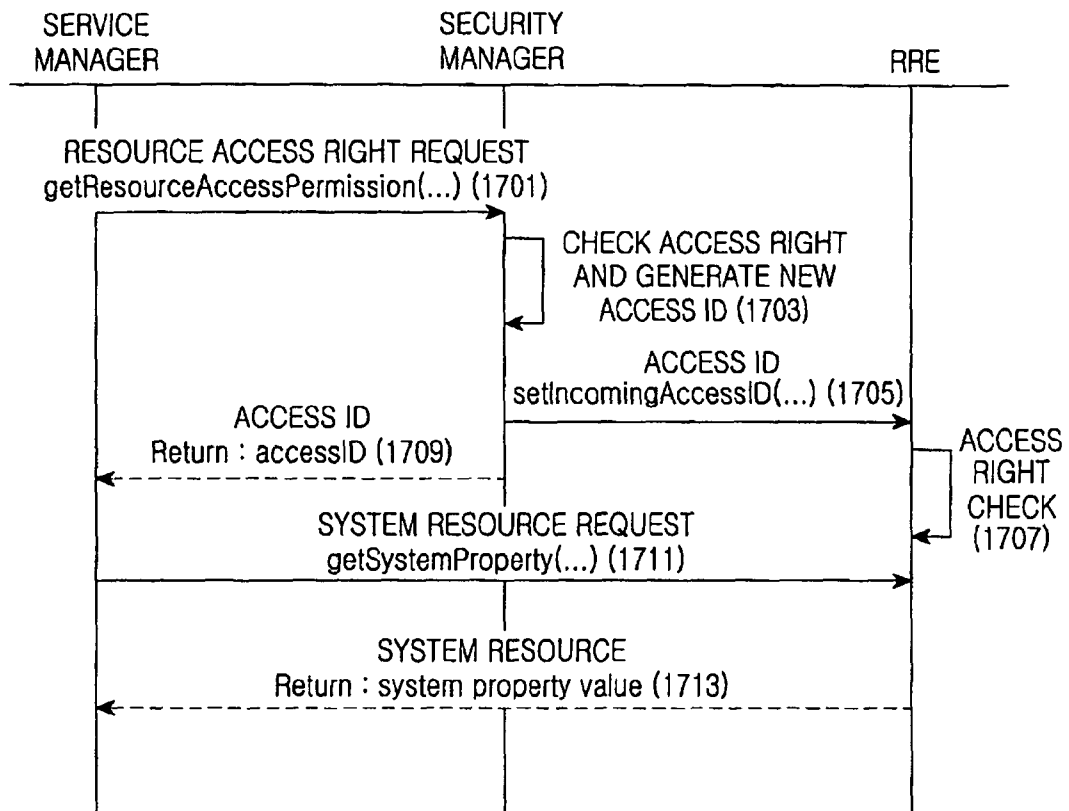 SERVICE
MANAGER
SECURITY
MANAGER
RRE
RESOURCE ACCESS RIGHT REQUEST
getResourceAccessPermission(...) (1701)
CHECK ACCESS RIGHT
AND GENERATE NEW
ACCESS ID (1703)
ACCESS ID
setIncomingAccessID(...) (1705)
ACCESS ID
Return : accessID (1709)
ACCESS
RIGHT
CHECK
(1707)
SYSTEM RESOURCE REQUEST
getSystemProperty(...) (1711)
SYSTEM RESOURCE
Return : system property value (1713)